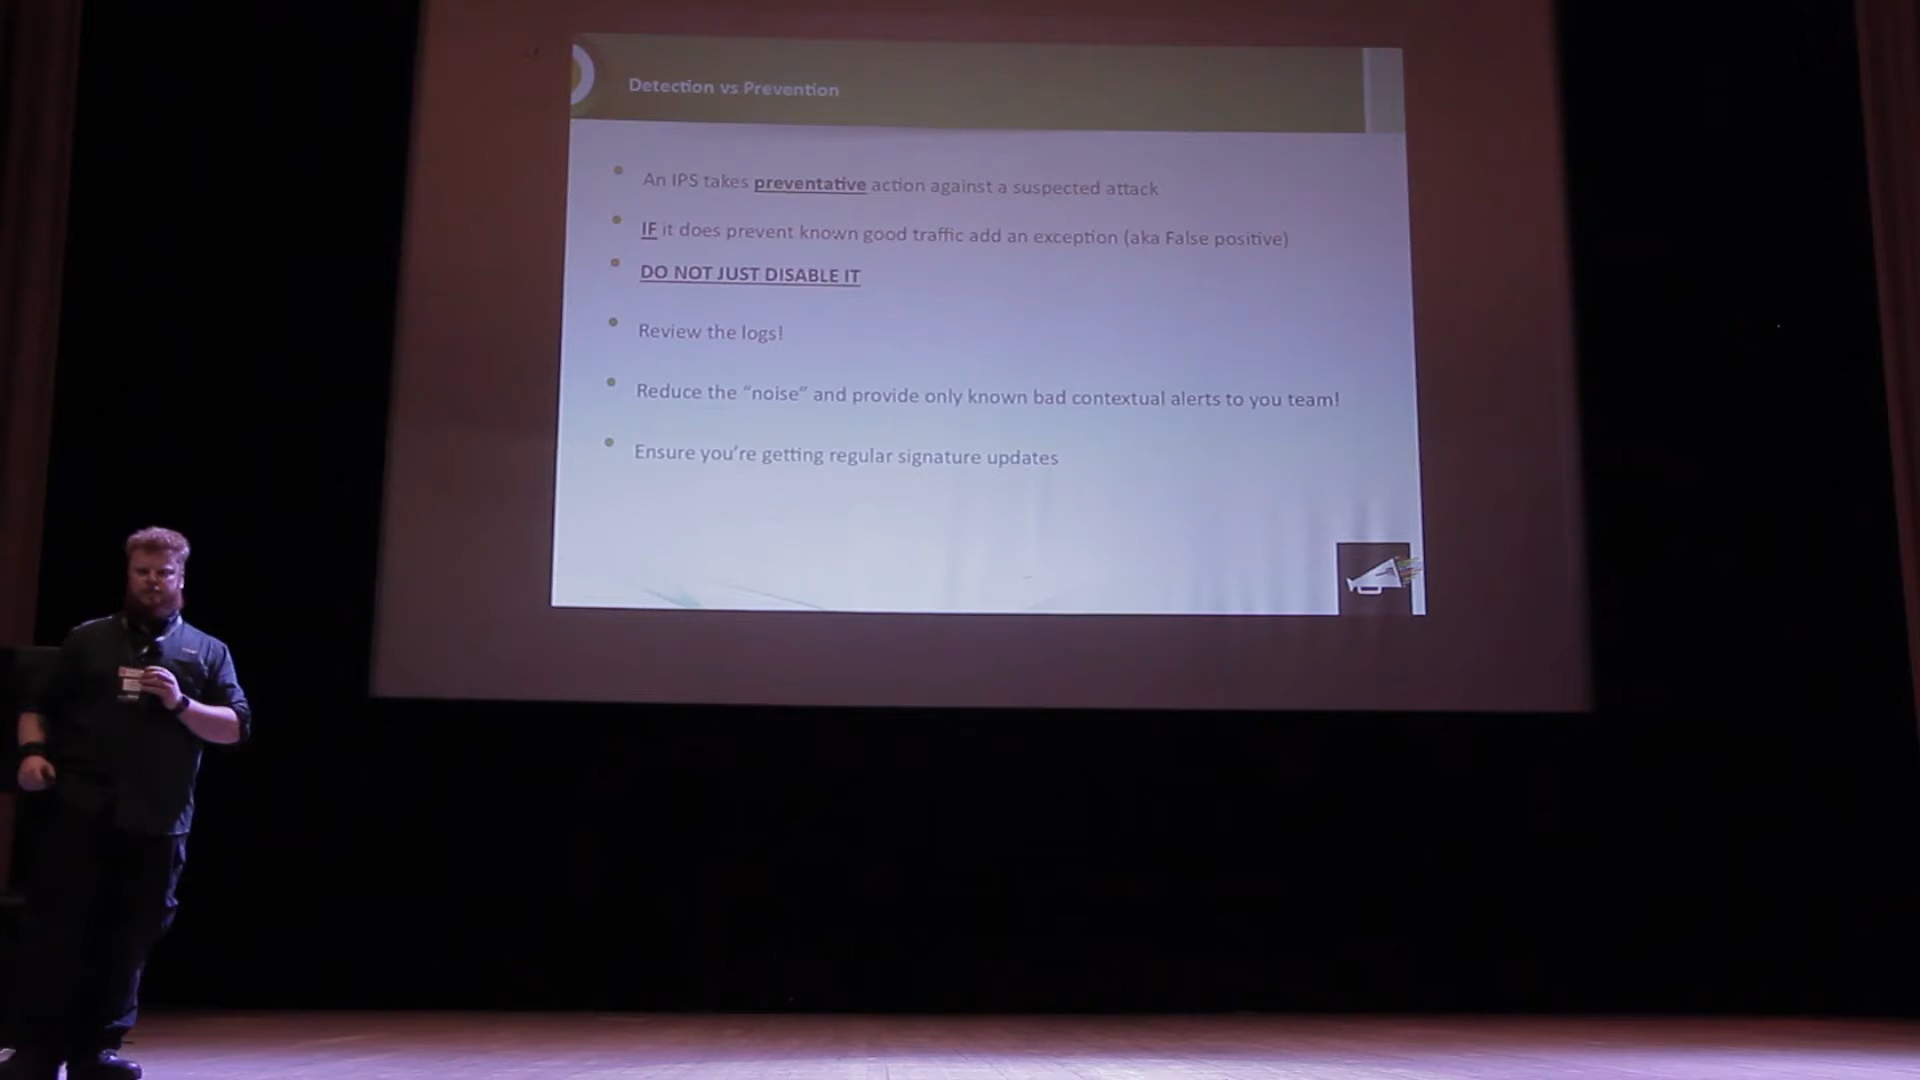 Detection vs Prevention
An IPS takes preventative action against a suspected attack
IF it does prevent known good traffic add an exception (aka False positive)
DO NOT JUST DISABLE IT
Review the logs!
Reduce the “noise” and provide only known bad contextual alerts to you team!
Ensure you’re getting regular signature updates